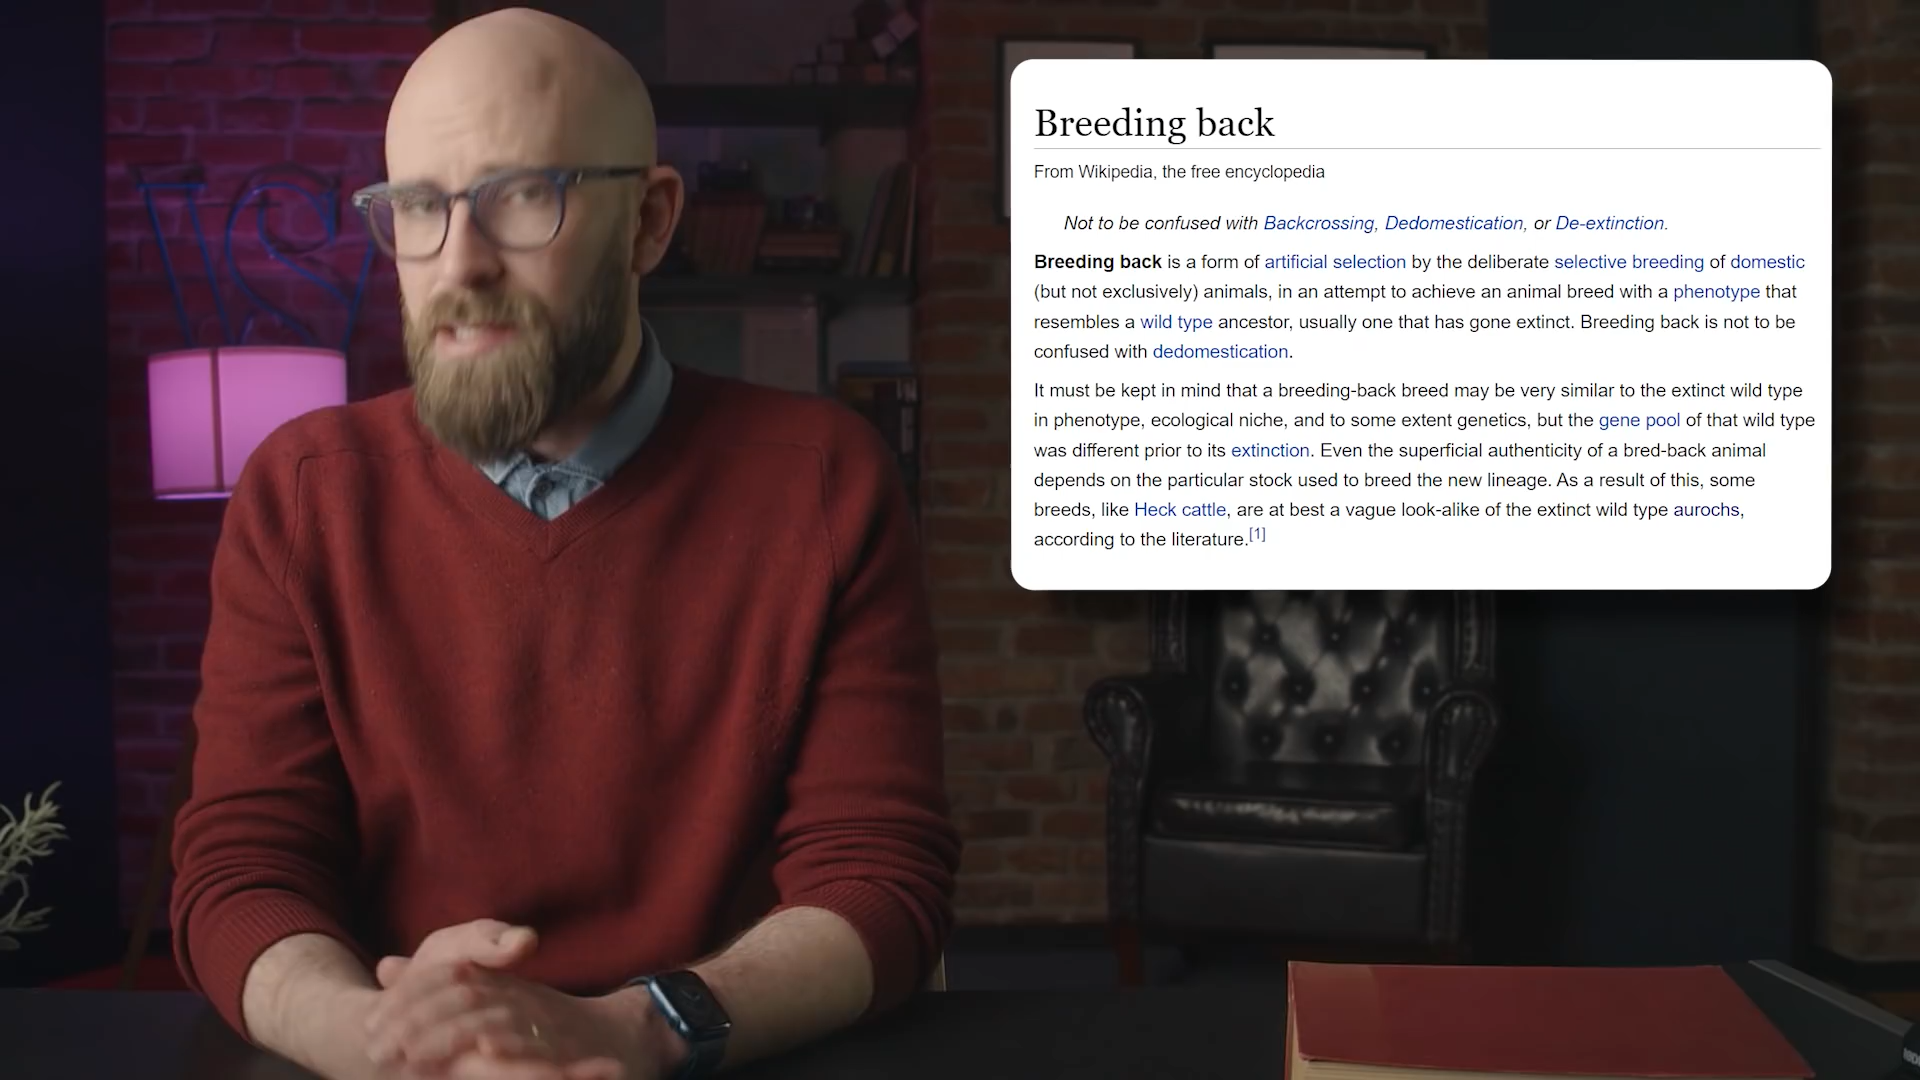 Breeding back
From Wikipedia, the free encyclopedia
Not to be confused with Backcrossing, Dedomestication, or De-extinction.
Breeding back is a form of artificial selection by the deliberate selective breeding of domestic
(but not exclusively) animals, in an attempt to achieve an animal breed with a phenotype that
resembles a wild type ancestor, usually one that has gone extinct. Breeding back is not to be
confused with dedomestication.
It must be kept in mind that a breeding-back breed may be very similar to the extinct wild type
in phenotype, ecological niche, and to some extent genetics, but the gene pool of that wild type
was different prior to its extinction. Even the superficial authenticity of a bred-back animal
depends on the particular stock used to breed the new lineage. As a result of this, some
breeds, like Heck cattle, are at best a vague look-alike of the extinct wild type aurochs,
according to the literature.[1]